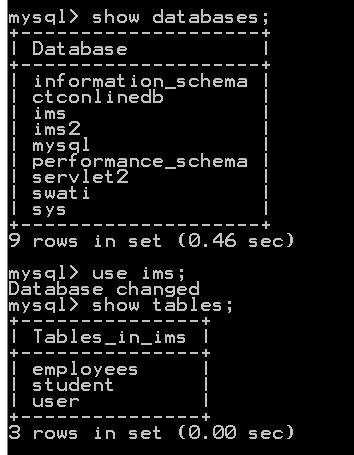 mysql> show databases;
+--------------------+
| Database           |
+--------------------+
| information_schema |
| ctconlinedb        |
| ims                |
| ims2               |
| mysql              |
| performance_schema |
| servlet2           |
| swati              |
| sys                |
+--------------------+
9 rows in set (0.46 sec)
mysql> use ims;
Database changed
mysql> show tables;
+---------------+
| Tables_in_ims |
+---------------+
| employees     |
| student       |
| user          |
+---------------+
3 rows in set (0.00 sec)